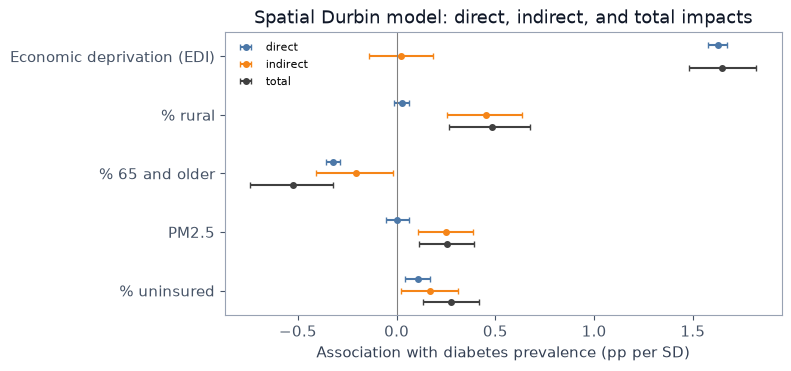 Spatial Durbin model: direct, indirect, and total impacts
direct
indirect
total
Economic deprivation (EDI)
% rural
% 65 and older
PM2.5
% uninsured
−0.5
0.0
0.5
1.0
1.5
Association with diabetes prevalence (pp per SD)